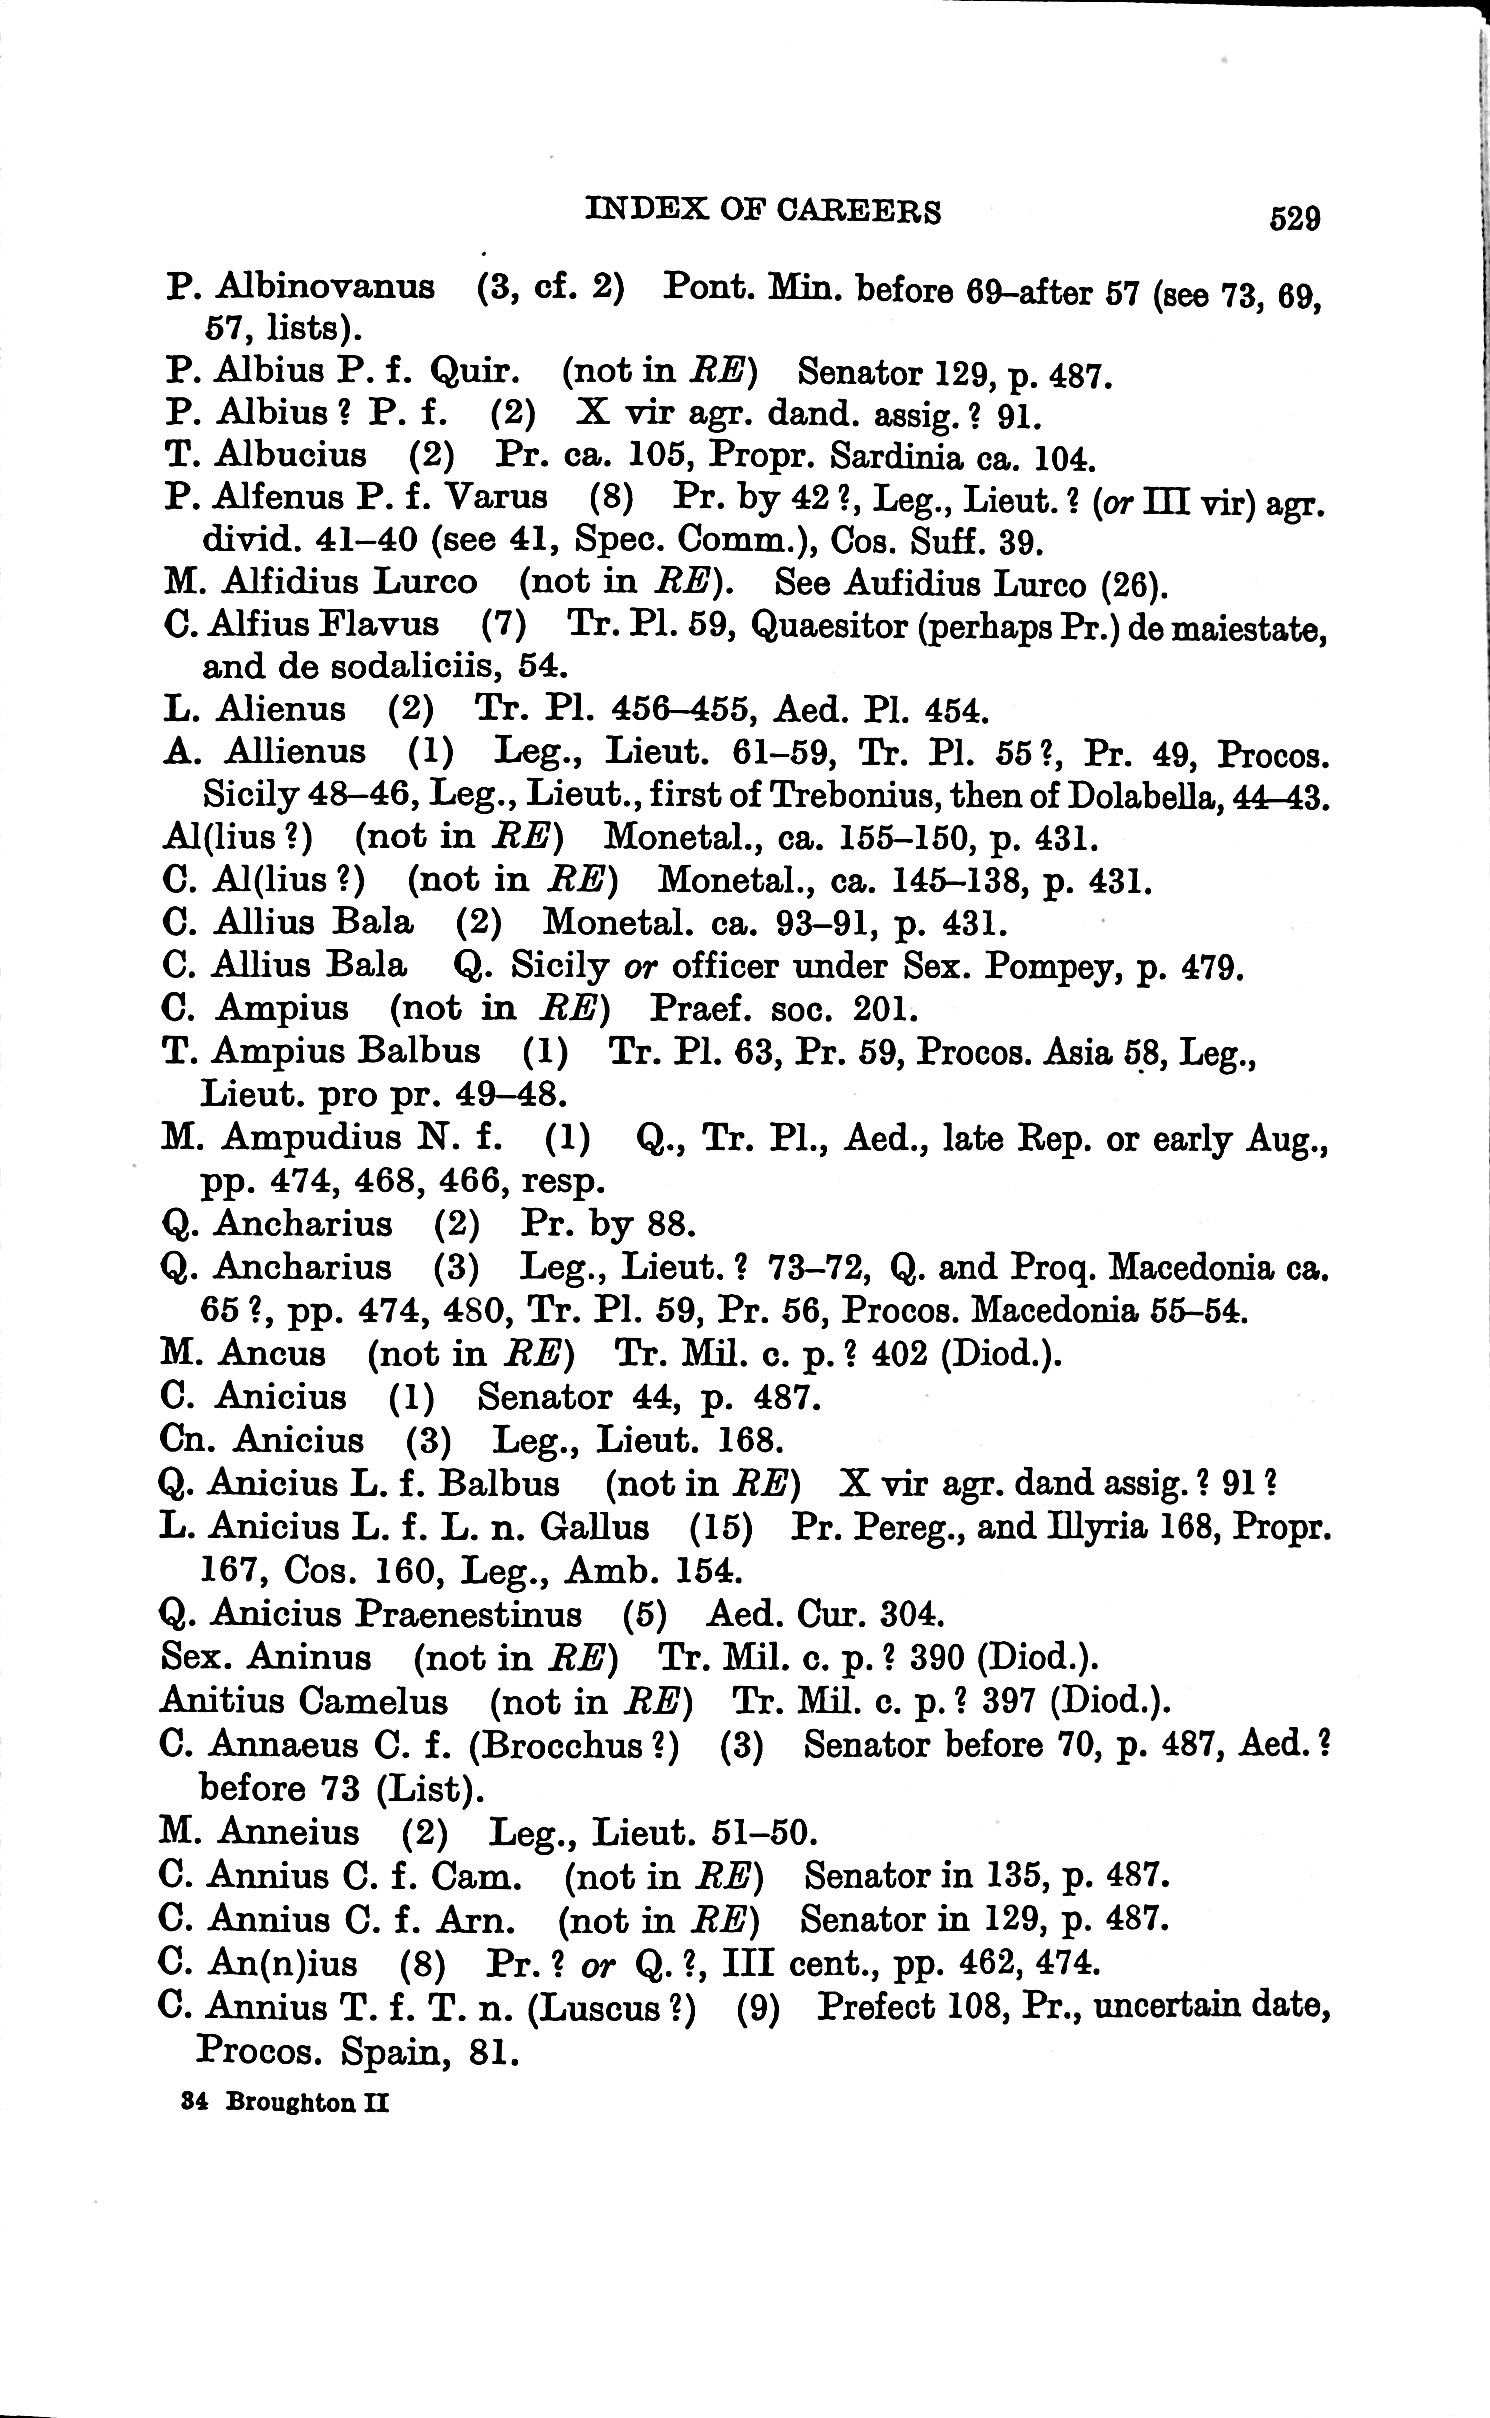 INDEX OF CAREERS 529
P. Albinovanus (3, cf. 2) Pont. Min. before 69–after 57 (see 73, 69,
57, lists).
P. Albius P. f. Quir. (not in RE) Senator 129, p. 487.
P. Albius? P. f. (2) X vir agr. dand. assig.? 91.
T. Albucius (2) Pr. ca. 105, Propr. Sardinia ca. 104.
P. Alfenus P. f. Varus (8) Pr. by 42?, Leg., Lieut.? (or III vir) agr.
divid. 41–40 (see 41, Spec. Comm.), Cos. Suff. 39.
M. Alfidius Lurco (not in RE). See Aufidius Lurco (26).
C. Alfius Flavus (7) Tr. Pl. 59, Quaesitor (perhaps Pr.) de maiestate,
and de sodaliciis, 54.
L. Alienus (2) Tr. Pl. 456–455, Aed. Pl. 454.
A. Allienus (1) Leg., Lieut. 61–59, Tr. Pl. 55?, Pr. 49, Procos.
Sicily 48–46, Leg., Lieut., first of Trebonius, then of Dolabella, 44–43.
Al(lius?) (not in RE) Monetal., ca. 155–150, p. 431.
C. Al(lius?) (not in RE) Monetal., ca. 145–138, p. 431.
C. Allius Bala (2) Monetal. ca. 93–91, p. 431.
C. Allius Bala Q. Sicily or officer under Sex. Pompey, p. 479.
C. Ampius (not in RE) Praef. soc. 201.
T. Ampius Balbus (1) Tr. Pl. 63, Pr. 59, Procos. Asia 58, Leg.,
Lieut. pro pr. 49–48.
M. Ampudius N. f. (1) Q., Tr. Pl., Aed., late Rep. or early Aug.,
pp. 474, 468, 466, resp.
Q. Ancharius (2) Pr. by 88.
Q. Ancharius (3) Leg., Lieut.? 73–72, Q. and Proq. Macedonia ca.
65?, pp. 474, 480, Tr. Pl. 59, Pr. 56, Procos. Macedonia 55–54.
M. Ancus (not in RE) Tr. Mil. c. p.? 402 (Diod.).
C. Anicius (1) Senator 44, p. 487.
Cn. Anicius (3) Leg., Lieut. 168.
Q. Anicius L. f. Balbus (not in RE) X vir agr. dand assig.? 91?
L. Anicius L. f. L. n. Gallus (15) Pr. Pereg., and Illyria 168, Propr.
167, Cos. 160, Leg., Amb. 154.
Q. Anicius Praenestinus (5) Aed. Cur. 304.
Sex. Aninus (not in RE) Tr. Mil. c. p.? 390 (Diod.).
Anitius Camelus (not in RE) Tr. Mil. c. p.? 397 (Diod.).
C. Annaeus C. f. (Brocchus?) (3) Senator before 70, p. 487, Aed.?
before 73 (List).
M. Anneius (2) Leg., Lieut. 51–50.
C. Annius C. f. Cam. (not in RE) Senator in 135, p. 487.
C. Annius C. f. Arn. (not in RE) Senator in 129, p. 487.
C. An(n)ius (8) Pr.? or Q.?, III cent., pp. 462, 474.
C. Annius T. f. T. n. (Luscus?) (9) Prefect 108, Pr., uncertain date,
Procos. Spain, 81.
34 Broughton II